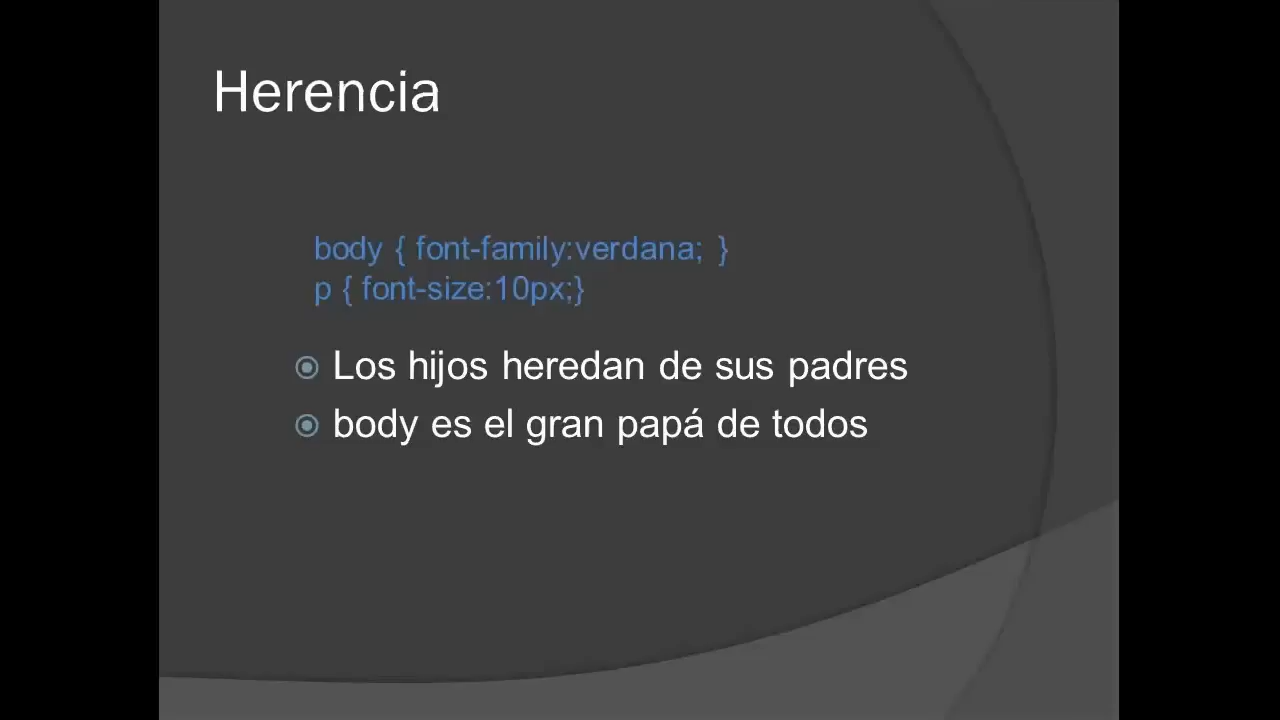 Herencia
body { font-family:verdana; }
p { font-size:10px;}
Los hijos heredan de sus padres
body es el gran papá de todos